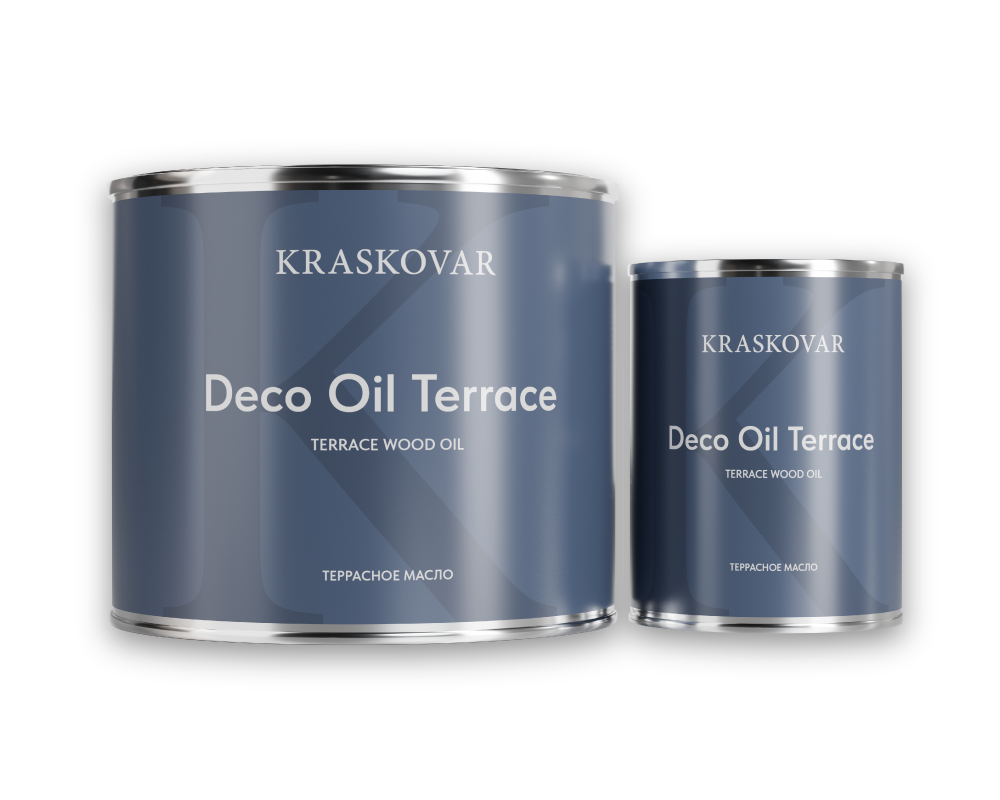 KRASKOVAR
Deco Oil Terrace
TERRACE WOOD OIL
ТЕРРАСНОЕ МАСЛО
KRASKOVAR
Deco Oil Terrace
TERRACE WOOD OIL
ТЕРРАСНОЕ МАСЛО